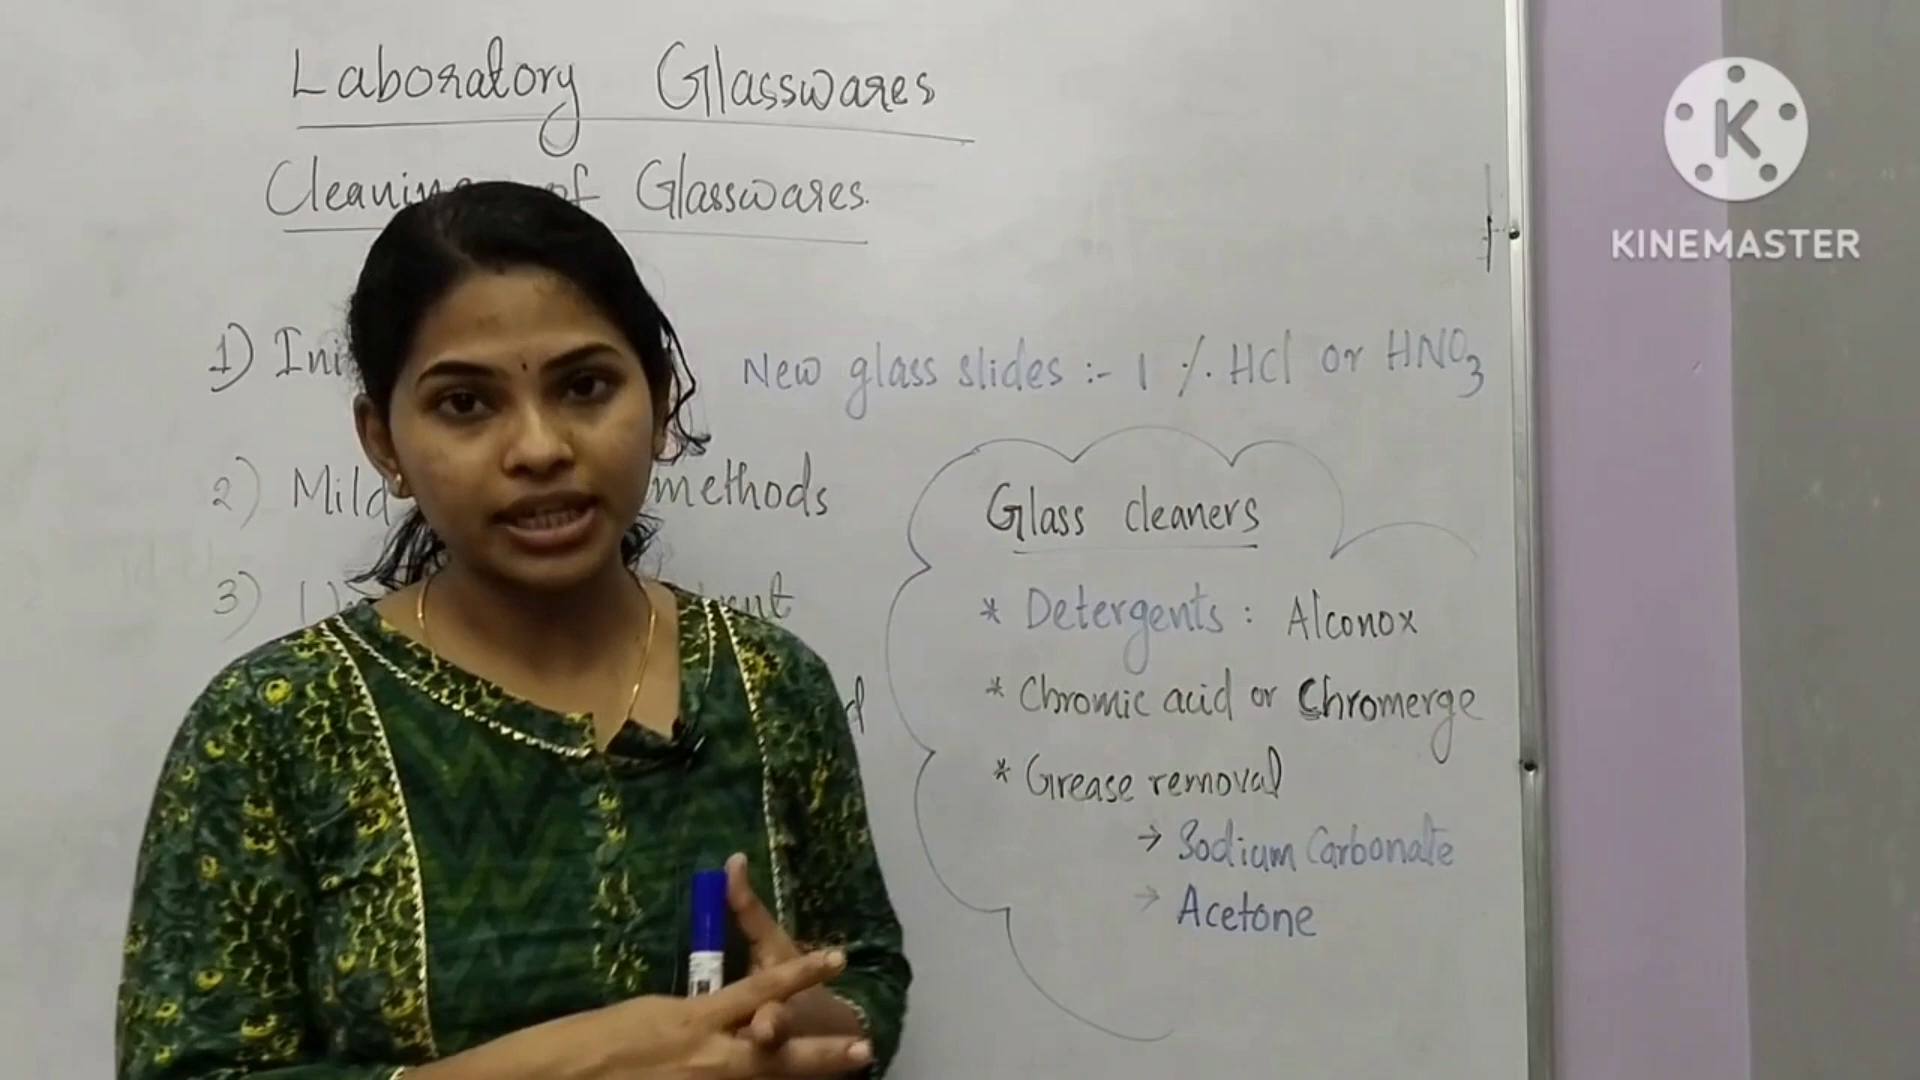 Laboratory Glasswares
Cleaning of Glasswares.
1)
New glass slides :- 1 % HCl or HNO3
2) Mild methods
3)
Glass cleaners
* Detergents : Alconox
* Chromic acid or Chromerge
* Grease removal
→ Sodium Carbonate
→ Acetone
K
KINEMASTER